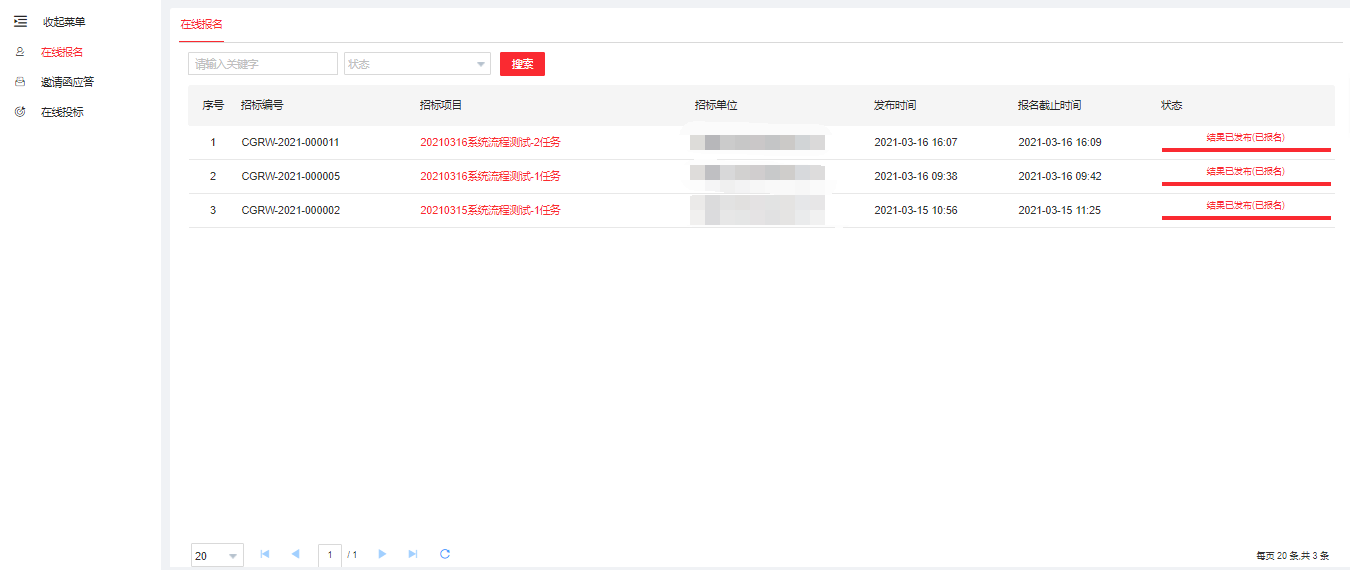 收起菜单
在线报名
邀请函应答
在线投标
在线报名
请输入关键字 状态 搜索
序号 招标编号 招标项目 招标单位 发布时间 报名截止时间 状态
1 CGRW-2021-000011 20210316系统流程测试-2任务 2021-03-16 16:07 2021-03-16 16:09 结果已发布(已报名)
2 CGRW-2021-000005 20210316系统流程测试-1任务 2021-03-16 09:38 2021-03-16 09:42 结果已发布(已报名)
3 CGRW-2021-000002 20210315系统流程测试-1任务 2021-03-15 10:56 2021-03-15 11:25 结果已发布(已报名)
20 1 / 1 每页 20 条,共 3 条